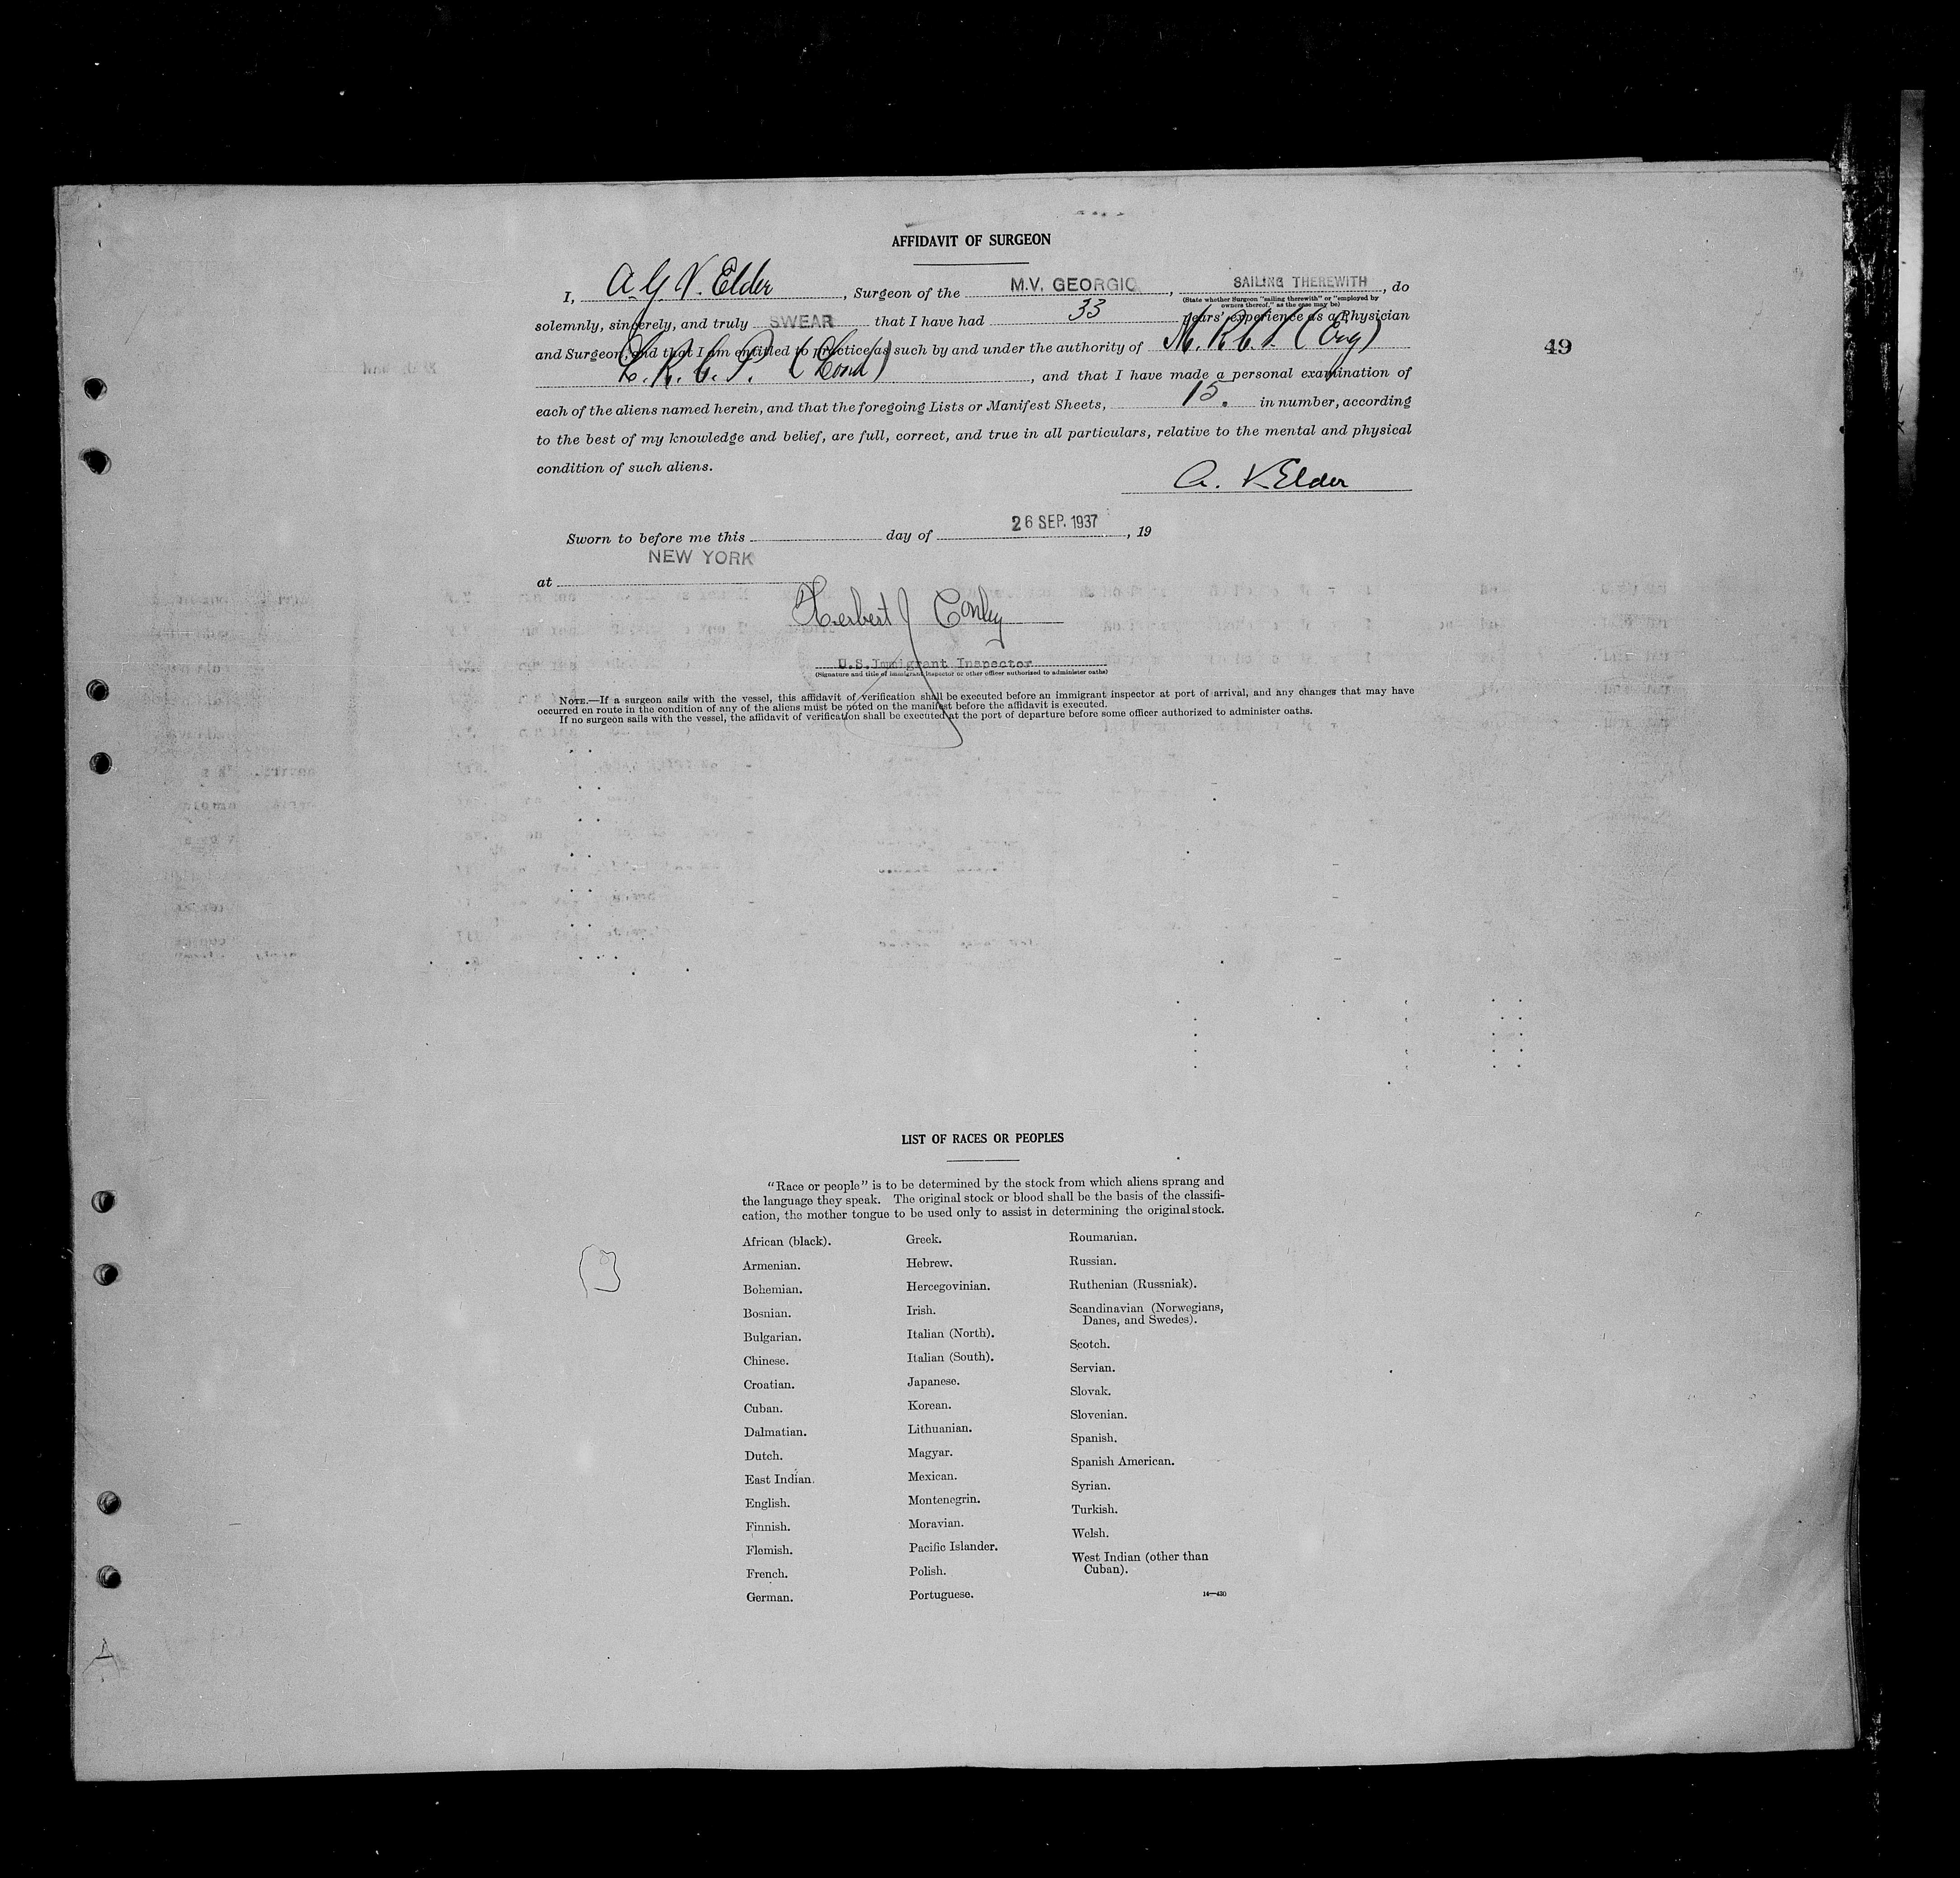 AFFIDAVIT OF SURGEON
I, A. G. V. Elder, Surgeon of the M.V. GEORGIC, SAILING THEREWITH, do
(State whether Surgeon "sailing therewith" or "employed by
owners thereof," as the case may be)
solemnly, sincerely, and truly SWEAR that I have had 33 years' experience as a Physician
and Surgeon, and that I am entitled to practice as such by and under the authority of M.R.C.S. (Eng)
L.R.C.P. (Lond), and that I have made a personal examination of
49
each of the aliens named herein, and that the foregoing Lists or Manifest Sheets, 15. in number, according
to the best of my knowledge and belief, are full, correct, and true in all particulars, relative to the mental and physical
condition of such aliens.
A. V Elder
Sworn to before me this day of 26 SEP. 1937, 19
at NEW YORK
Herbert J Conley
U.S. Immigrant Inspector
(Signature and title of immigrant inspector or other officer authorized to administer oaths)
NOTE.—If a surgeon sails with the vessel, this affidavit of verification shall be executed before an immigrant inspector at port of arrival, and any changes that may have
occurred en route in the condition of any of the aliens must be noted on the manifest before the affidavit is executed.
If no surgeon sails with the vessel, the affidavit of verification shall be executed at the port of departure before some officer authorized to administer oaths.
LIST OF RACES OR PEOPLES
"Race or people" is to be determined by the stock from which aliens sprang and
the language they speak. The original stock or blood shall be the basis of the classifi-
cation, the mother tongue to be used only to assist in determining the original stock.
African (black).
Armenian.
Bohemian.
Bosnian.
Bulgarian.
Chinese.
Croatian.
Cuban.
Dalmatian.
Dutch.
East Indian.
English.
Finnish.
Flemish.
French.
German.
Greek.
Hebrew.
Hercegovinian.
Irish.
Italian (North).
Italian (South).
Japanese.
Korean.
Lithuanian.
Magyar.
Mexican.
Montenegrin.
Moravian.
Pacific Islander.
Polish.
Portuguese.
Roumanian.
Russian.
Ruthenian (Russniak).
Scandinavian (Norwegians,
Danes, and Swedes).
Scotch.
Servian.
Slovak.
Slovenian.
Spanish.
Spanish American.
Syrian.
Turkish.
Welsh.
West Indian (other than
Cuban).
14—430